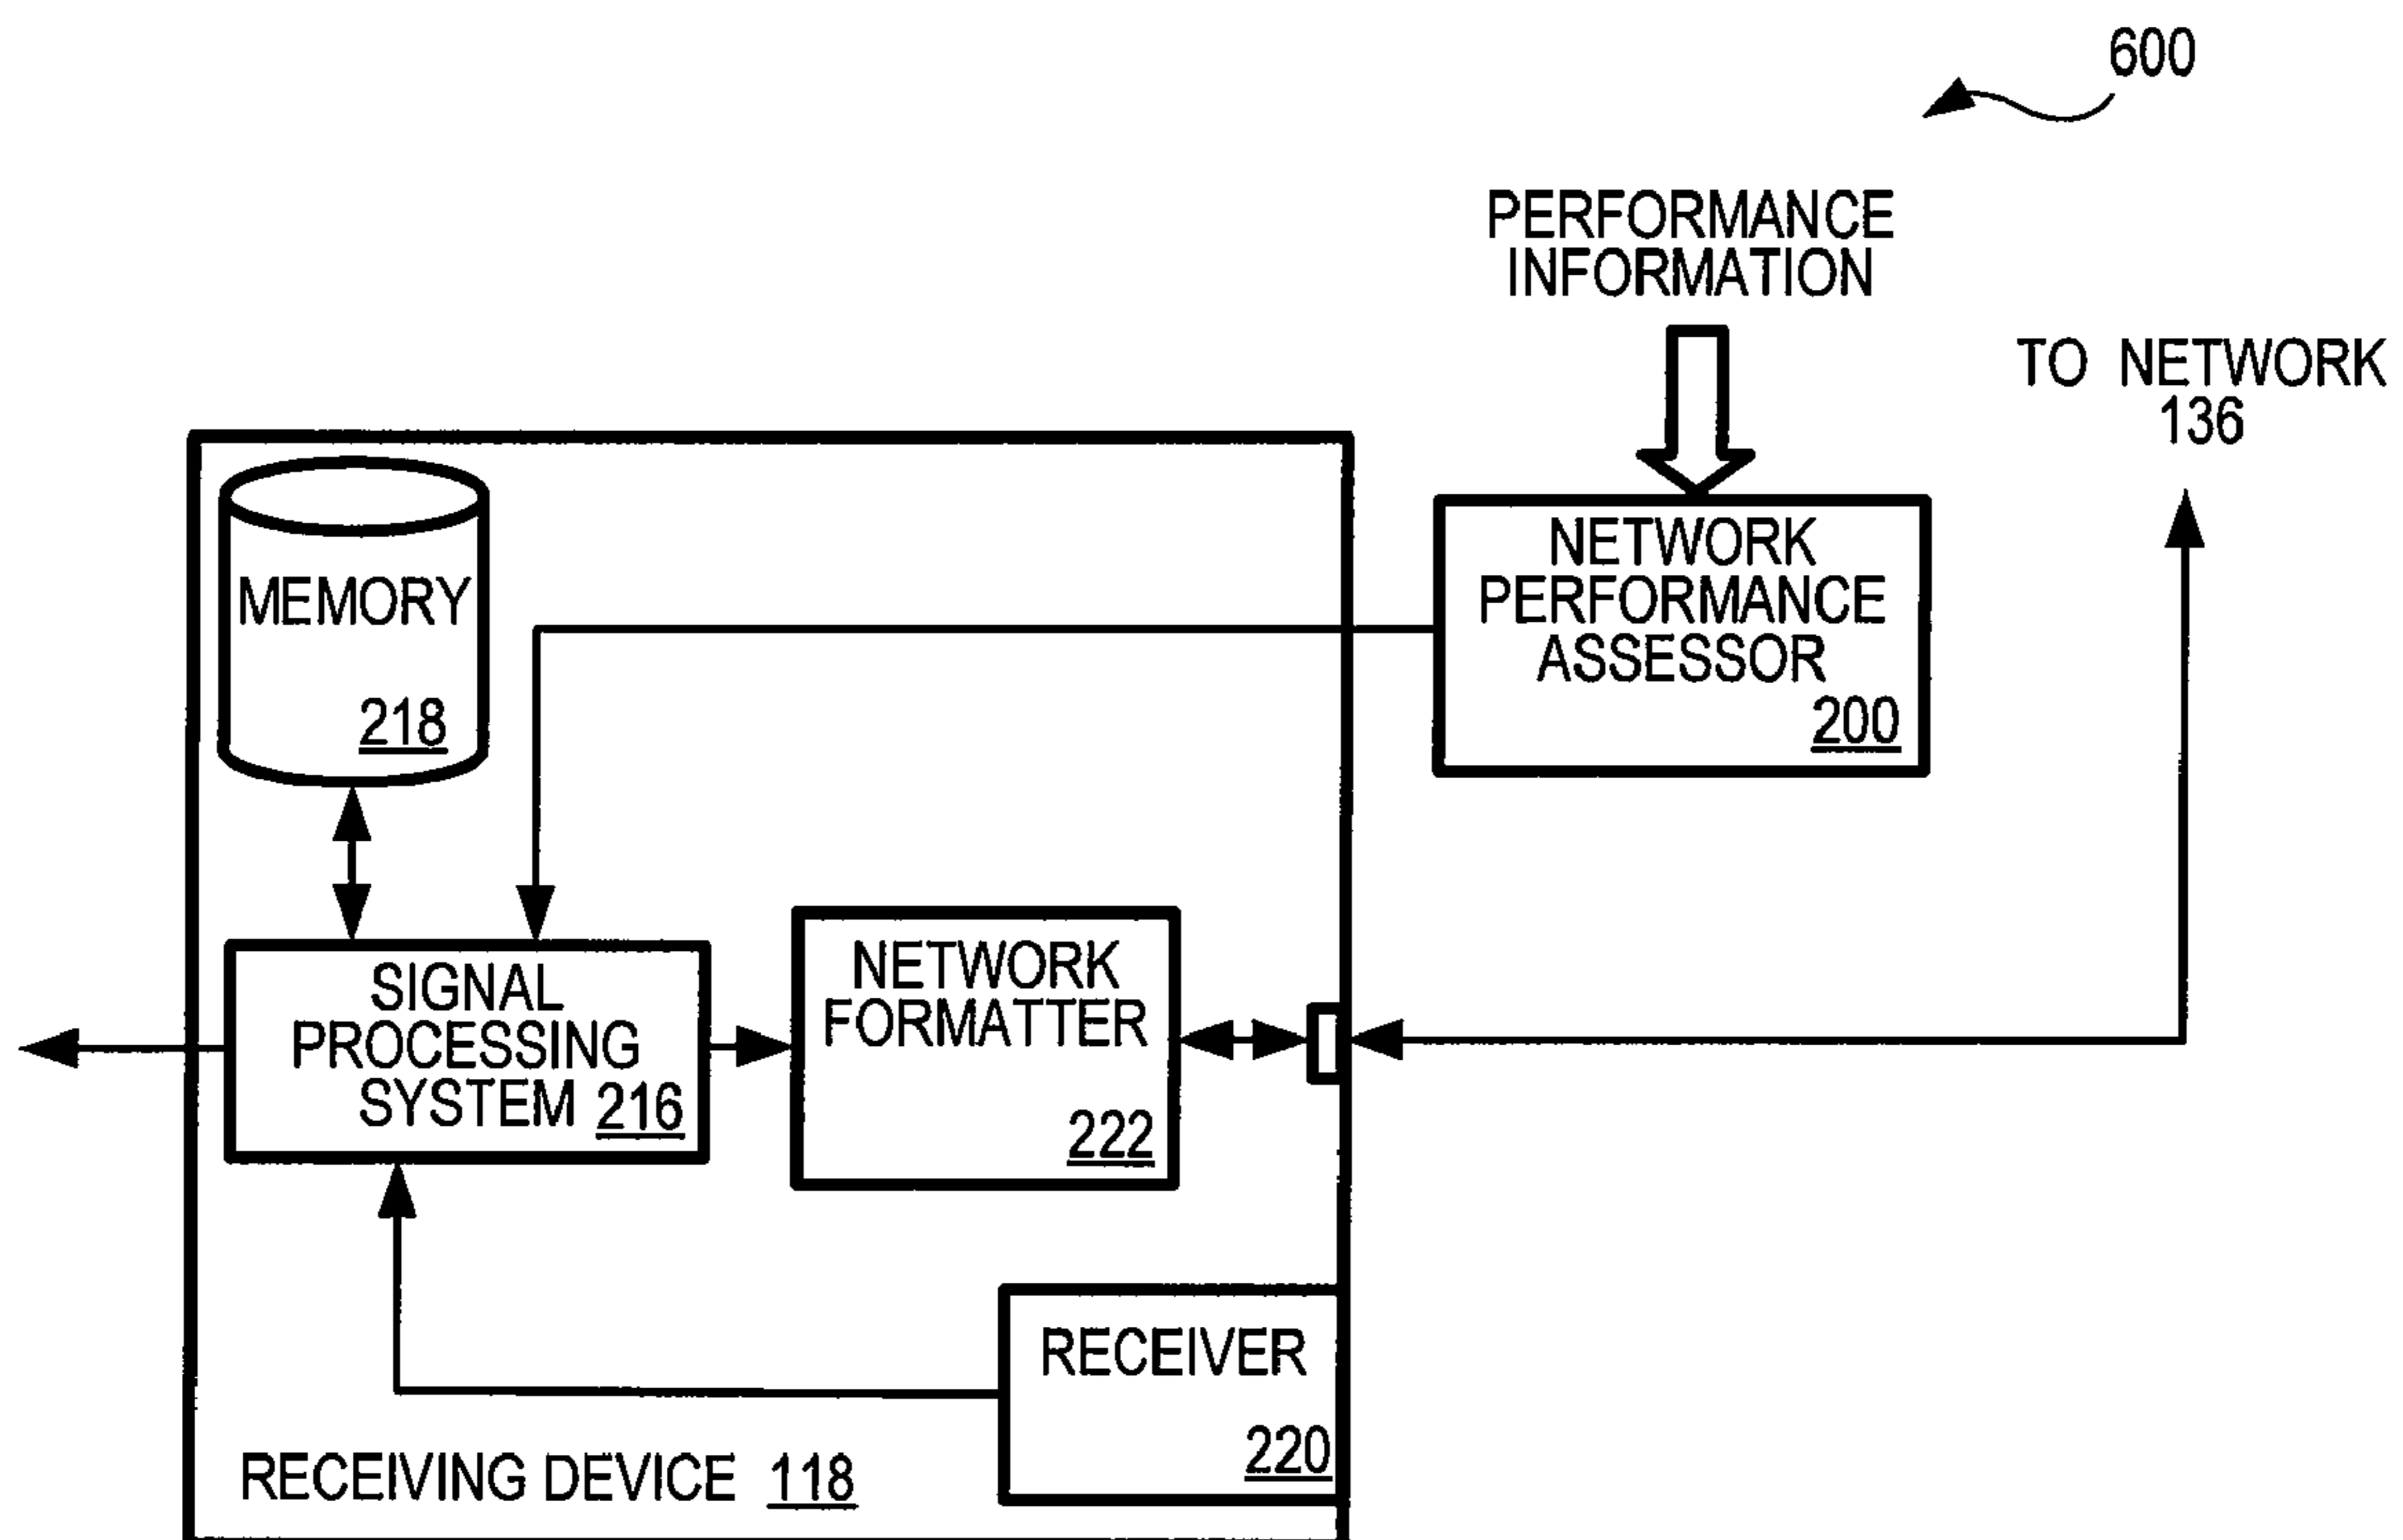 600
PERFORMANCE
INFORMATION
TO NETWORK
136
NETWORK
PERFORMANCE
ASSESSOR
200
MEMORY
218
SIGNAL
PROCESSING
SYSTEM 216
NETWORK
FORMATTER
222
RECEIVER
220
RECEIVING DEVICE 118